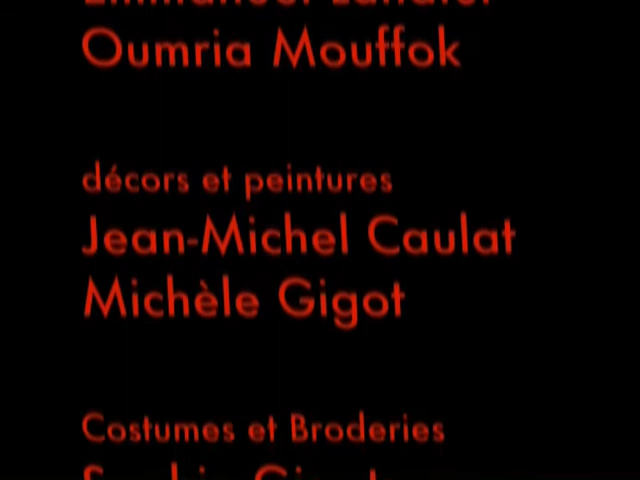 Oumria Mouffok
décors et peintures
Jean-Michel Caulat
Michèle Gigot
Costumes et Broderies